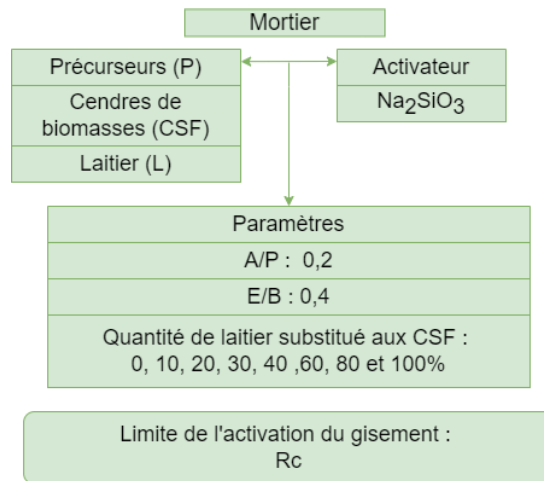 Mortier
Précurseurs (P)
Cendres de
biomasses (CSF)
Laitier (L)
Activateur
Na2SiO3
Paramètres
A/P : 0,2
E/B : 0,4
Quantité de laitier substitué aux CSF :
0, 10, 20, 30, 40 ,60, 80 et 100%
Limite de l'activation du gisement :
Rc